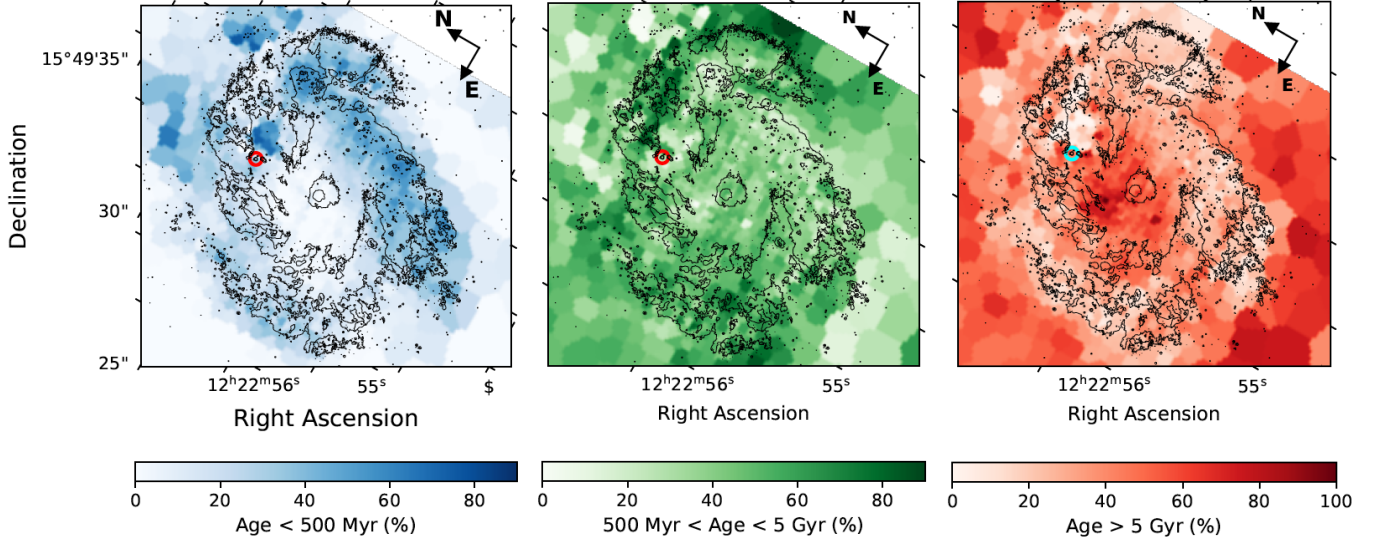 N
E
N
E
N
E
15°49'35"
30"
25"
Declination
12ʰ22ᵐ56ˢ
55ˢ
$
12ʰ22ᵐ56ˢ
55ˢ
12ʰ22ᵐ56ˢ
55ˢ
Right Ascension
Right Ascension
Right Ascension
0 20 40 60 80
0 20 40 60 80
0 20 40 60 80 100
Age < 500 Myr (%)
500 Myr < Age < 5 Gyr (%)
Age > 5 Gyr (%)